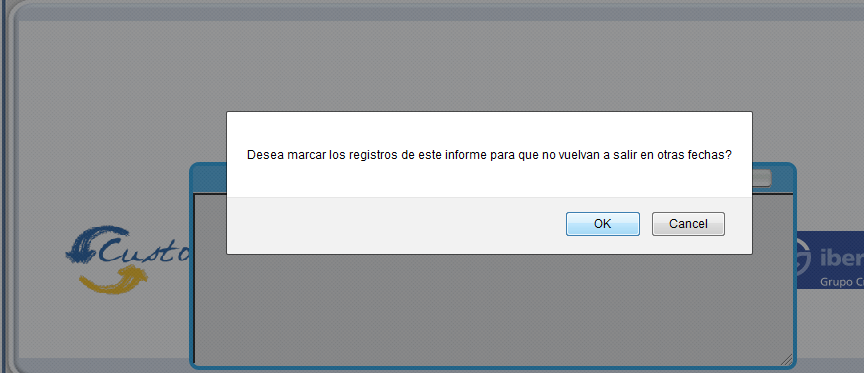 Desea marcar los registros de este informe para que no vuelvan a salir en otras fechas?
OK
Cancel
Custo
iber
Grupo C